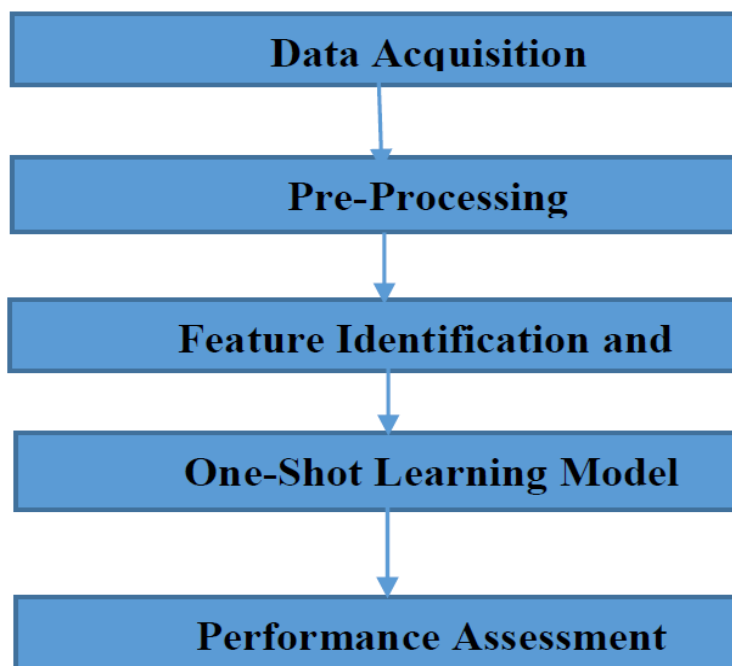 Data Acquisition
Pre-Processing
Feature Identification and
One-Shot Learning Model
Performance Assessment